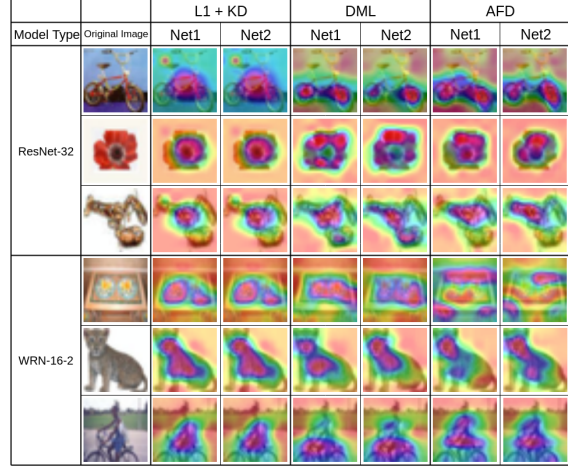 L1 + KD DML AFD
Model Type Original Image Net1 Net2 Net1 Net2 Net1 Net2
ResNet-32
WRN-16-2